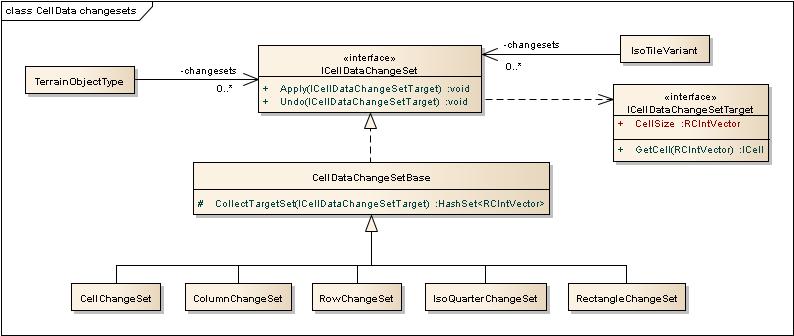 class CellData changesets
«interface»
ICellDataChangeSet
+ Apply(ICellDataChangeSetTarget) :void
+ Undo(ICellDataChangeSetTarget) :void
TerrainObjectType
-changesets
0..*
-changesets
0..*
IsoTileVariant
«interface»
ICellDataChangeSetTarget
+ CellSize :RCIntVector
+ GetCell(RCIntVector) :ICell
CellDataChangeSetBase
# CollectTargetSet(ICellDataChangeSetTarget) :HashSet<RCIntVector>
CellChangeSet
ColumnChangeSet
RowChangeSet
IsoQuarterChangeSet
RectangleChangeSet